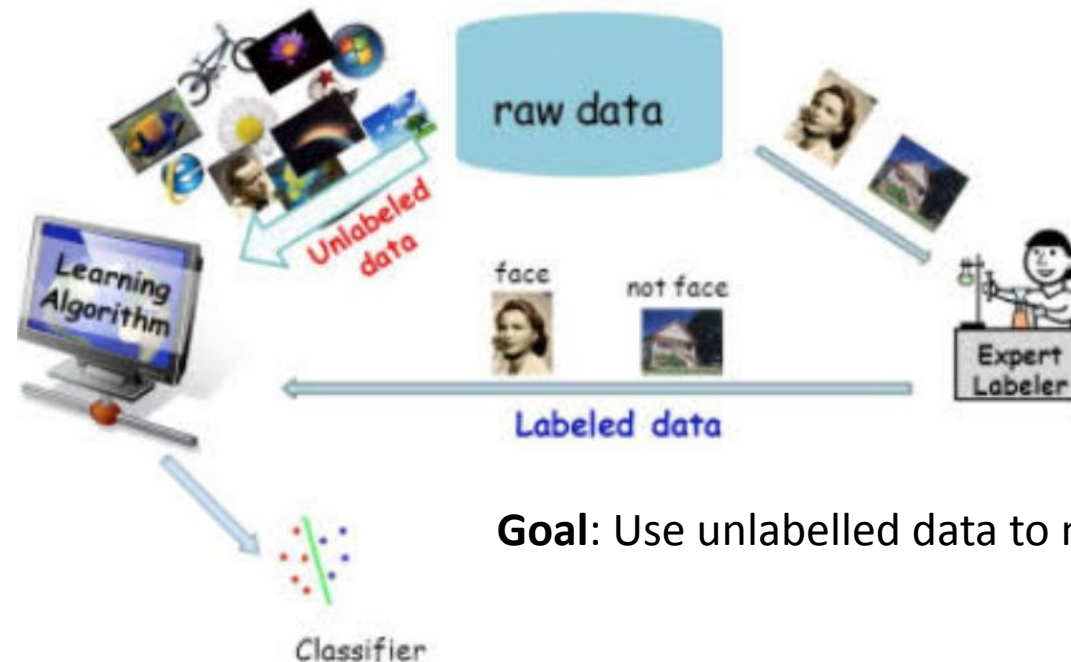 raw data
Unlabeled
data
Learning
Algorithm
face
not face
Expert
Labeler
Labeled data
Goal: Use unlabelled data to
Classifier